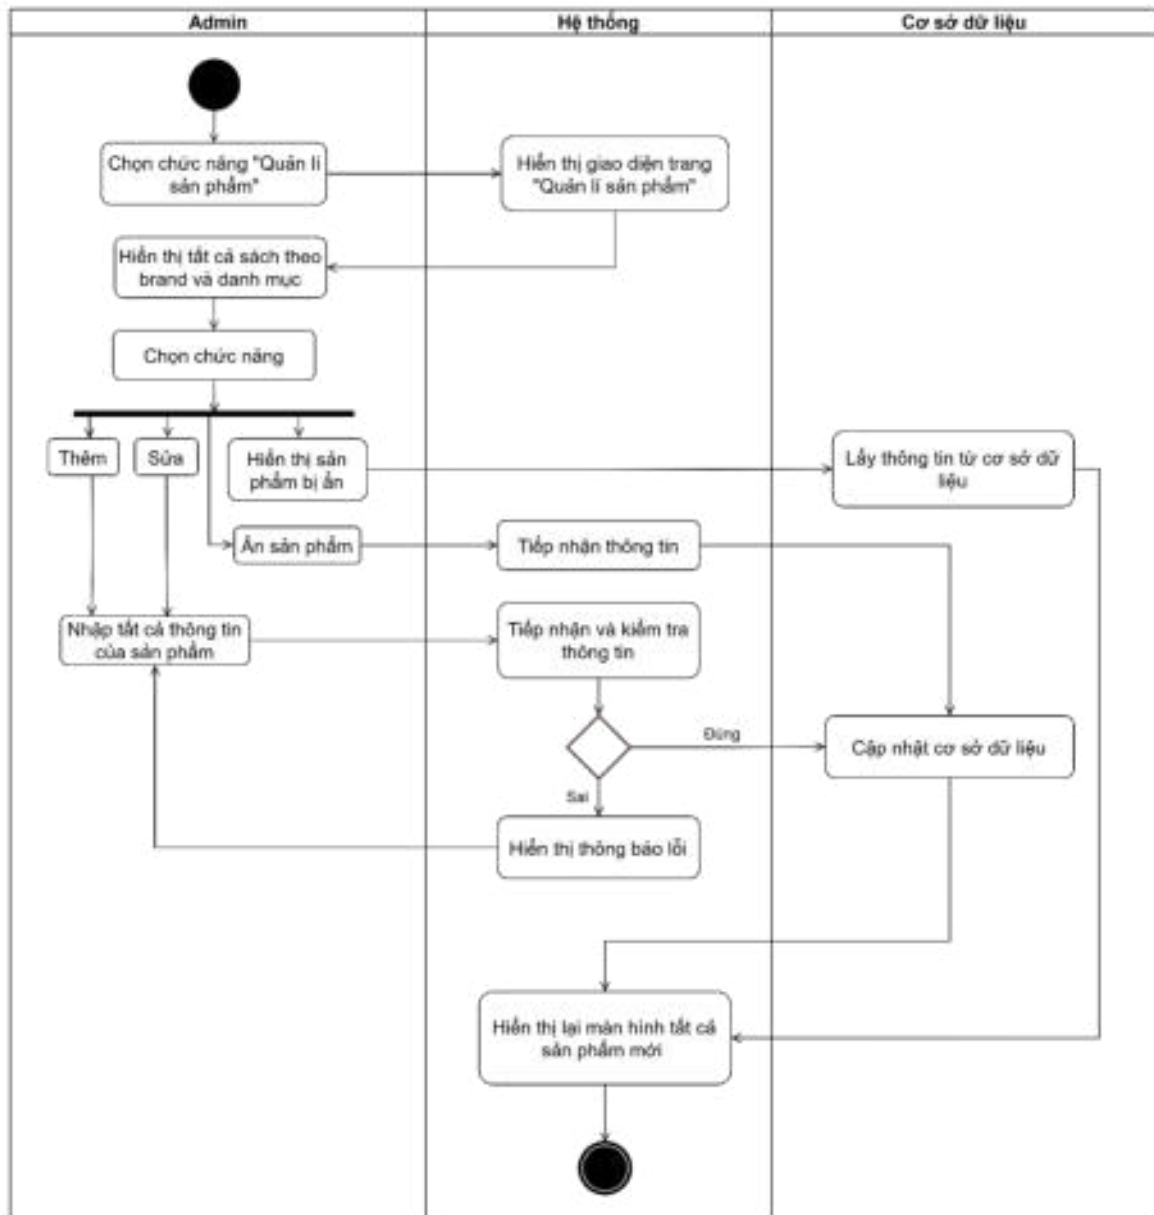 Admin
Hệ thống
Cơ sở dữ liệu
Chọn chức năng "Quản lí
sản phẩm"
Hiển thị giao diện trang
"Quản lí sản phẩm"
Hiển thị tất cả sách theo
brand và danh mục
Chọn chức năng
Thêm
Sửa
Hiển thị sản
phẩm bị ẩn
Lấy thông tin từ cơ sở dữ
liệu
Ẩn sản phẩm
Tiếp nhận thông tin
Nhập tất cả thông tin
của sản phẩm
Tiếp nhận và kiểm tra
thông tin
Đúng
Cập nhật cơ sở dữ liệu
Sai
Hiển thị thông báo lỗi
Hiển thị lại màn hình tất cả
sản phẩm mới